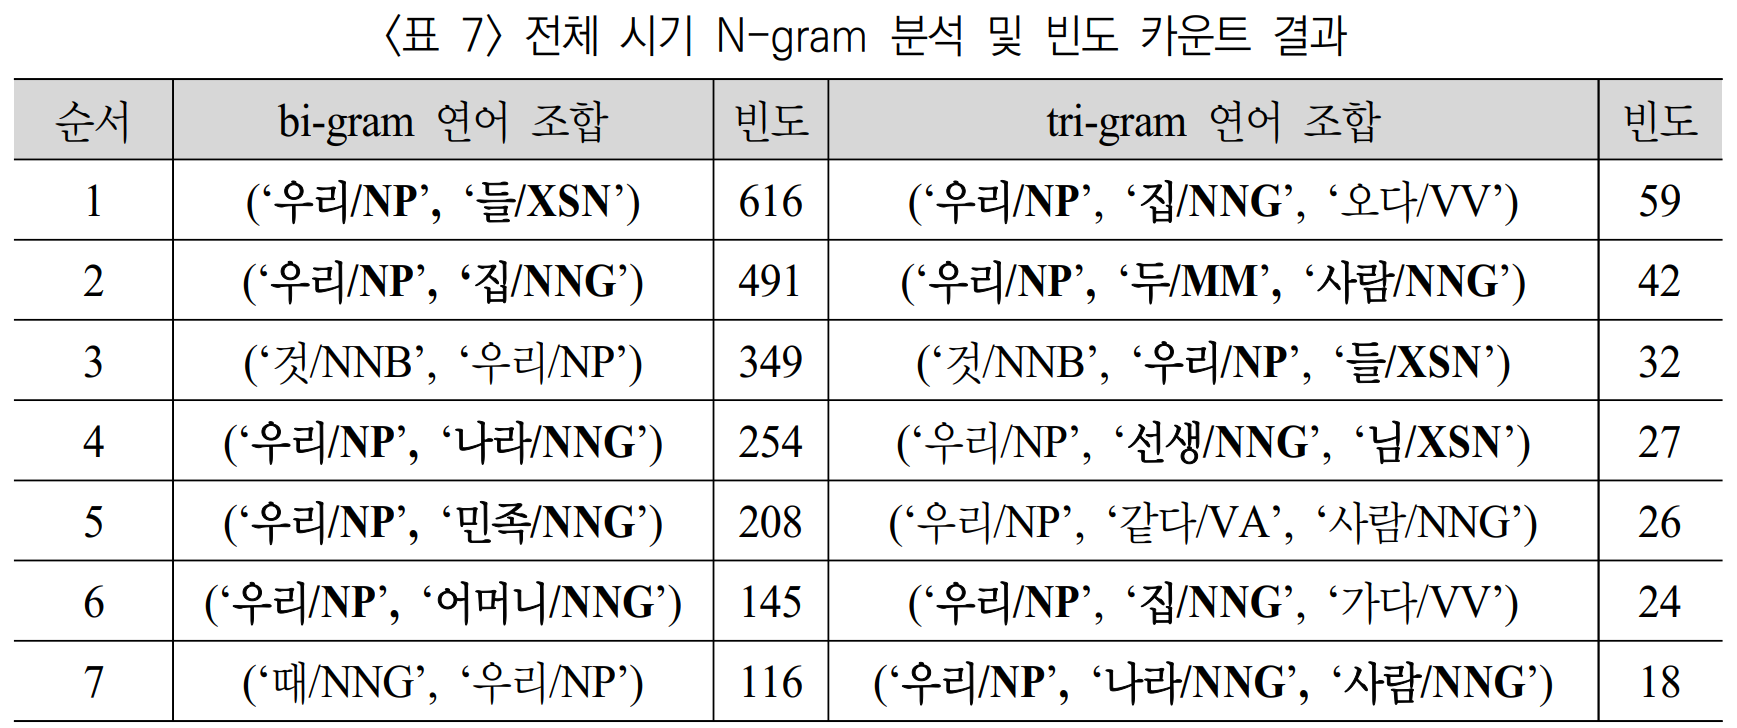 〈표 7〉 전체 시기 N-gram 분석 및 빈도 카운트 결과
순서 bi-gram 연어 조합 빈도 tri-gram 연어 조합 빈도
1 (‘우리/NP’, ‘들/XSN’) 616 (‘우리/NP’, ‘집/NNG’, ‘오다/VV’) 59
2 (‘우리/NP’, ‘집/NNG’) 491 (‘우리/NP’, ‘두/MM’, ‘사람/NNG’) 42
3 (‘것/NNB’, ‘우리/NP’) 349 (‘것/NNB’, ‘우리/NP’, ‘들/XSN’) 32
4 (‘우리/NP’, ‘나라/NNG’) 254 (‘우리/NP’, ‘선생/NNG’, ‘님/XSN’) 27
5 (‘우리/NP’, ‘민족/NNG’) 208 (‘우리/NP’, ‘같다/VA’, ‘사람/NNG’) 26
6 (‘우리/NP’, ‘어머니/NNG’) 145 (‘우리/NP’, ‘집/NNG’, ‘가다/VV’) 24
7 (‘때/NNG’, ‘우리/NP’) 116 (‘우리/NP’, ‘나라/NNG’, ‘사람/NNG’) 18